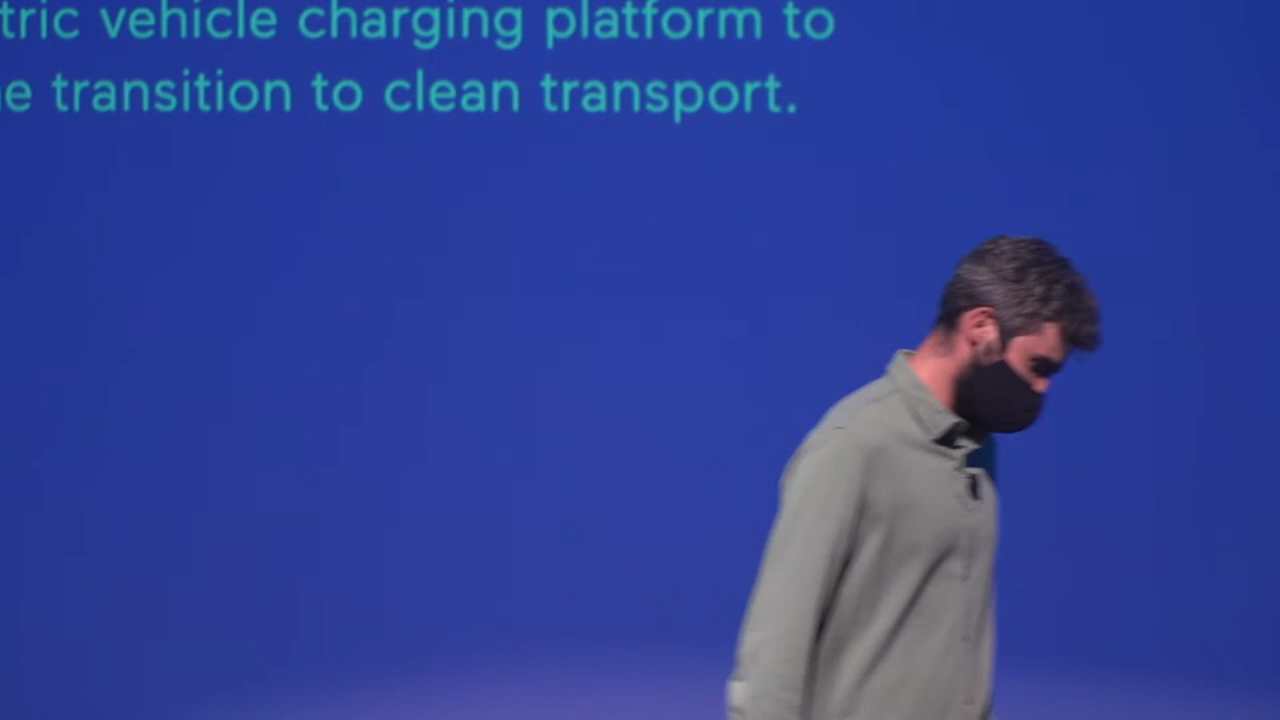 tric vehicle charging platform to
e transition to clean transport.